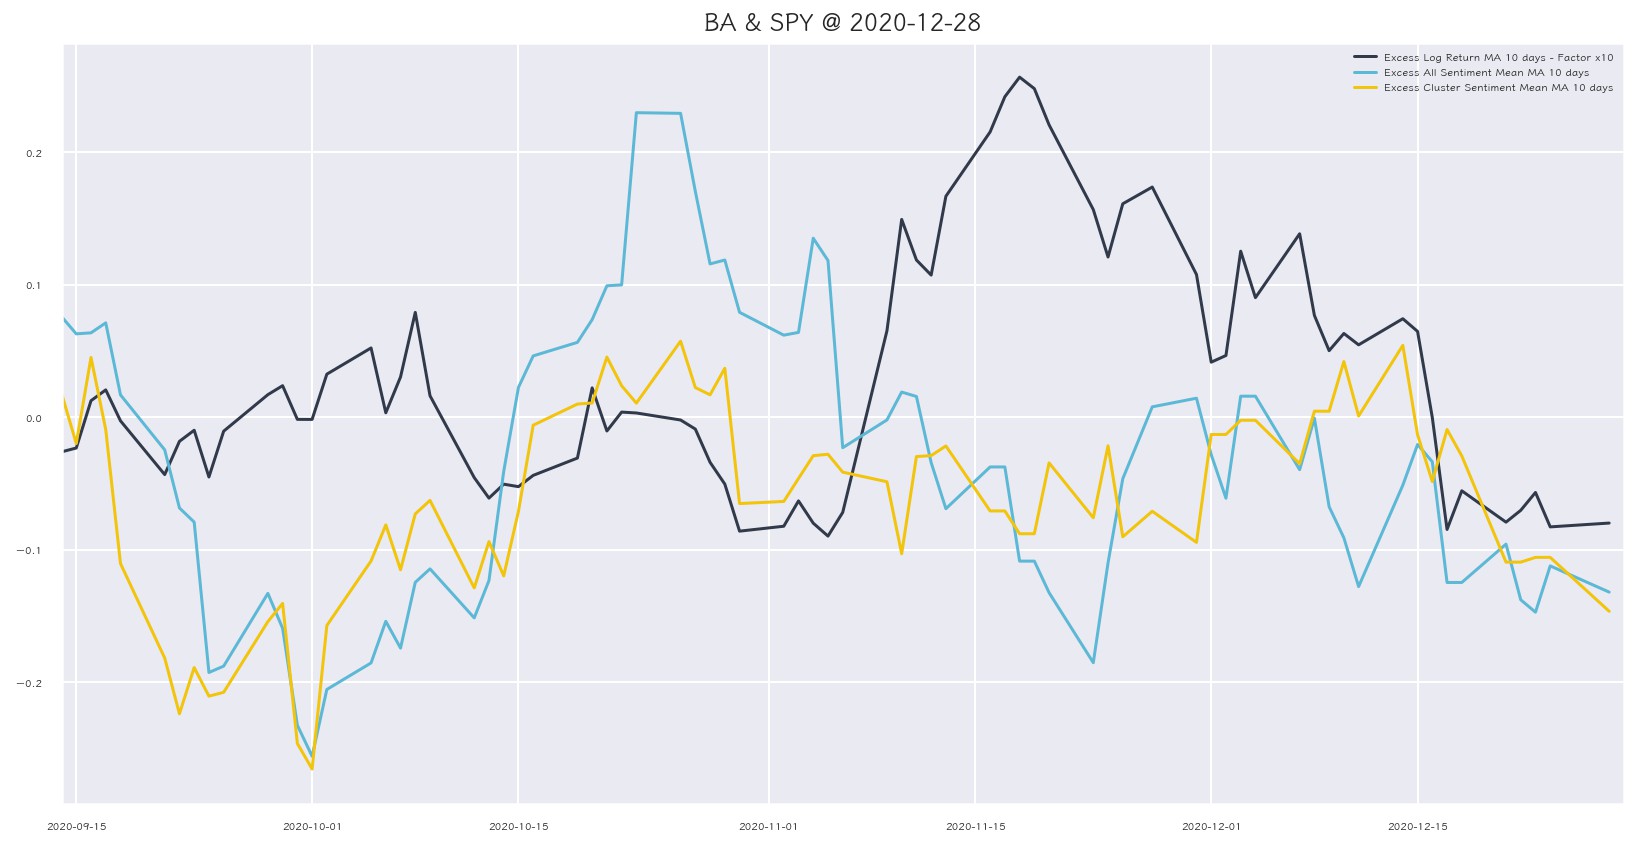 BA & SPY @ 2020-12-28
Excess Log Return MA 10 days - Factor x10
Excess All Sentiment Mean MA 10 days
Excess Cluster Sentiment Mean MA 10 days
0.2
0.1
0.0
−0.1
−0.2
2020-09-15 2020-10-01 2020-10-15 2020-11-01 2020-11-15 2020-12-01 2020-12-15